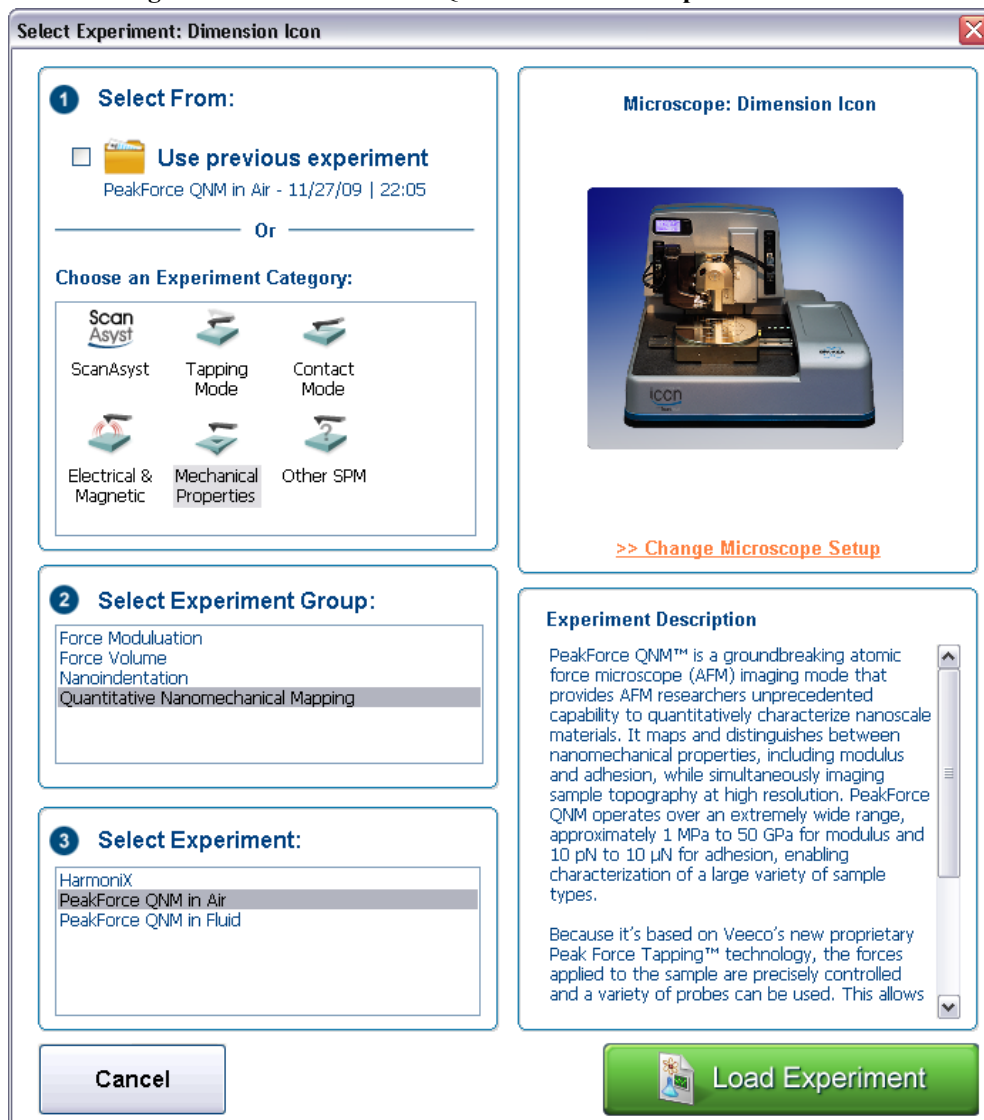 Select Experiment: Dimension Icon
1 Select From:
Use previous experiment
PeakForce QNM in Air - 11/27/09 | 22:05
Or
Choose an Experiment Category:
Scan
Asyst
ScanAsyst
Tapping
Mode
Contact
Mode
Electrical &
Magnetic
Mechanical
Properties
Other SPM
2 Select Experiment Group:
Force Moduluation
Force Volume
Nanoindentation
Quantitative Nanomechanical Mapping
3 Select Experiment:
HarmoniX
PeakForce QNM in Air
PeakForce QNM in Fluid
Cancel
Microscope: Dimension Icon
icon
>> Change Microscope Setup
Experiment Description
PeakForce QNM™ is a groundbreaking atomic
force microscope (AFM) imaging mode that
provides AFM researchers unprecedented
capability to quantitatively characterize nanoscale
materials. It maps and distinguishes between
nanomechanical properties, including modulus
and adhesion, while simultaneously imaging
sample topography at high resolution. PeakForce
QNM operates over an extremely wide range,
approximately 1 MPa to 50 GPa for modulus and
10 pN to 10 µN for adhesion, enabling
characterization of a large variety of sample
types.
Because it's based on Veeco's new proprietary
Peak Force Tapping™ technology, the forces
applied to the sample are precisely controlled
and a variety of probes can be used. This allows
Load Experiment